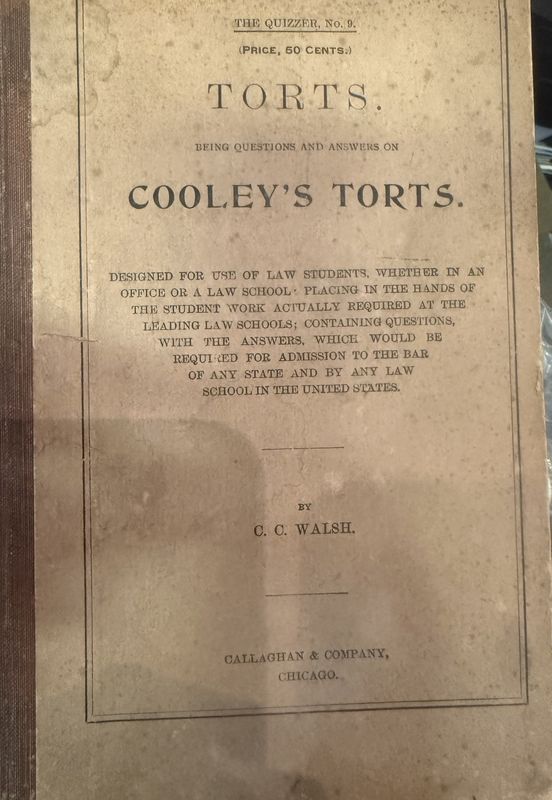 THE QUIZZER, No. 9.
(PRICE, 50 CENTS.)
TORTS.
BEING QUESTIONS AND ANSWERS ON
COOLEY'S TORTS.
DESIGNED FOR USE OF LAW STUDENTS, WHETHER IN AN
OFFICE OR A LAW SCHOOL · PLACING IN THE HANDS OF
THE STUDENT WORK ACTUALLY REQUIRED AT THE
LEADING LAW SCHOOLS; CONTAINING QUESTIONS,
WITH THE ANSWERS, WHICH WOULD BE
REQUIRED FOR ADMISSION TO THE BAR
OF ANY STATE AND BY ANY LAW
SCHOOL IN THE UNITED STATES.
BY
C. C. WALSH.
CALLAGHAN & COMPANY,
CHICAGO.